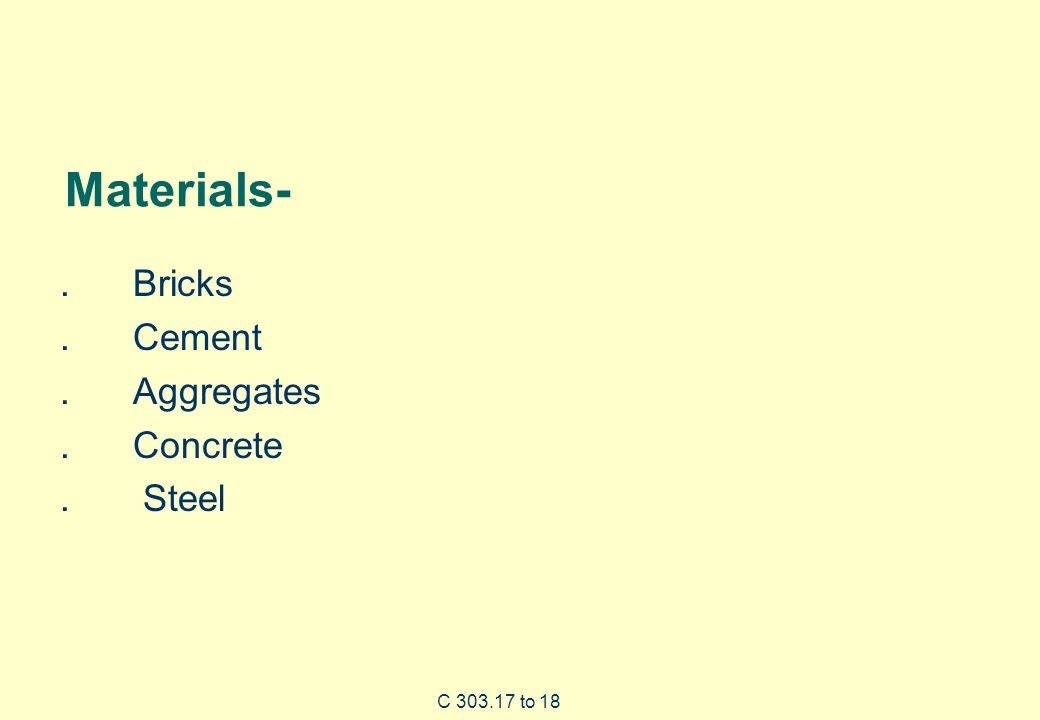 Materials-
. Bricks
. Cement
. Aggregates
. Concrete
. Steel
C 303.17 to 18